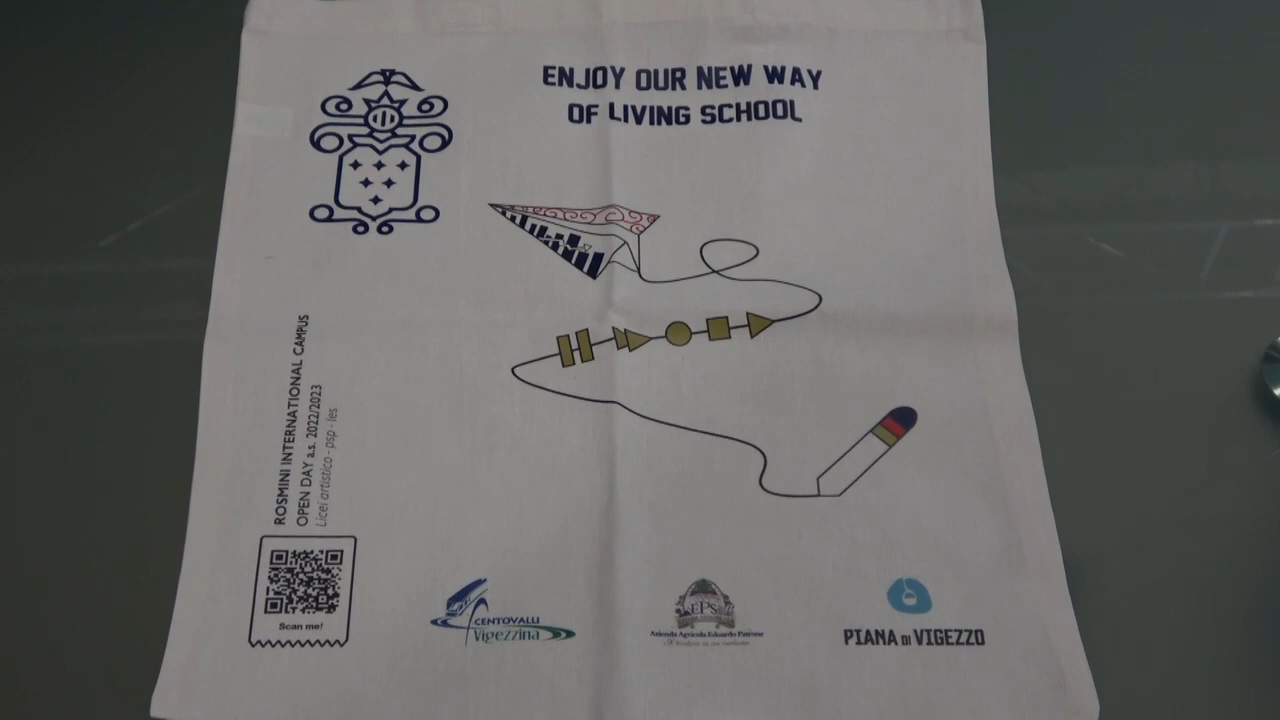 ENJOY OUR NEW WAY
OF LIVING SCHOOL
ROSMINI INTERNATIONAL CAMPUS
OPEN DAY a.s. 2022/2023
Licei artistico - psp - les
Scan me!
CENTOVALLI
Vigezzina
EPS
Azienda Agricola Eduardo Patrone
PIANA DI VIGEZZO